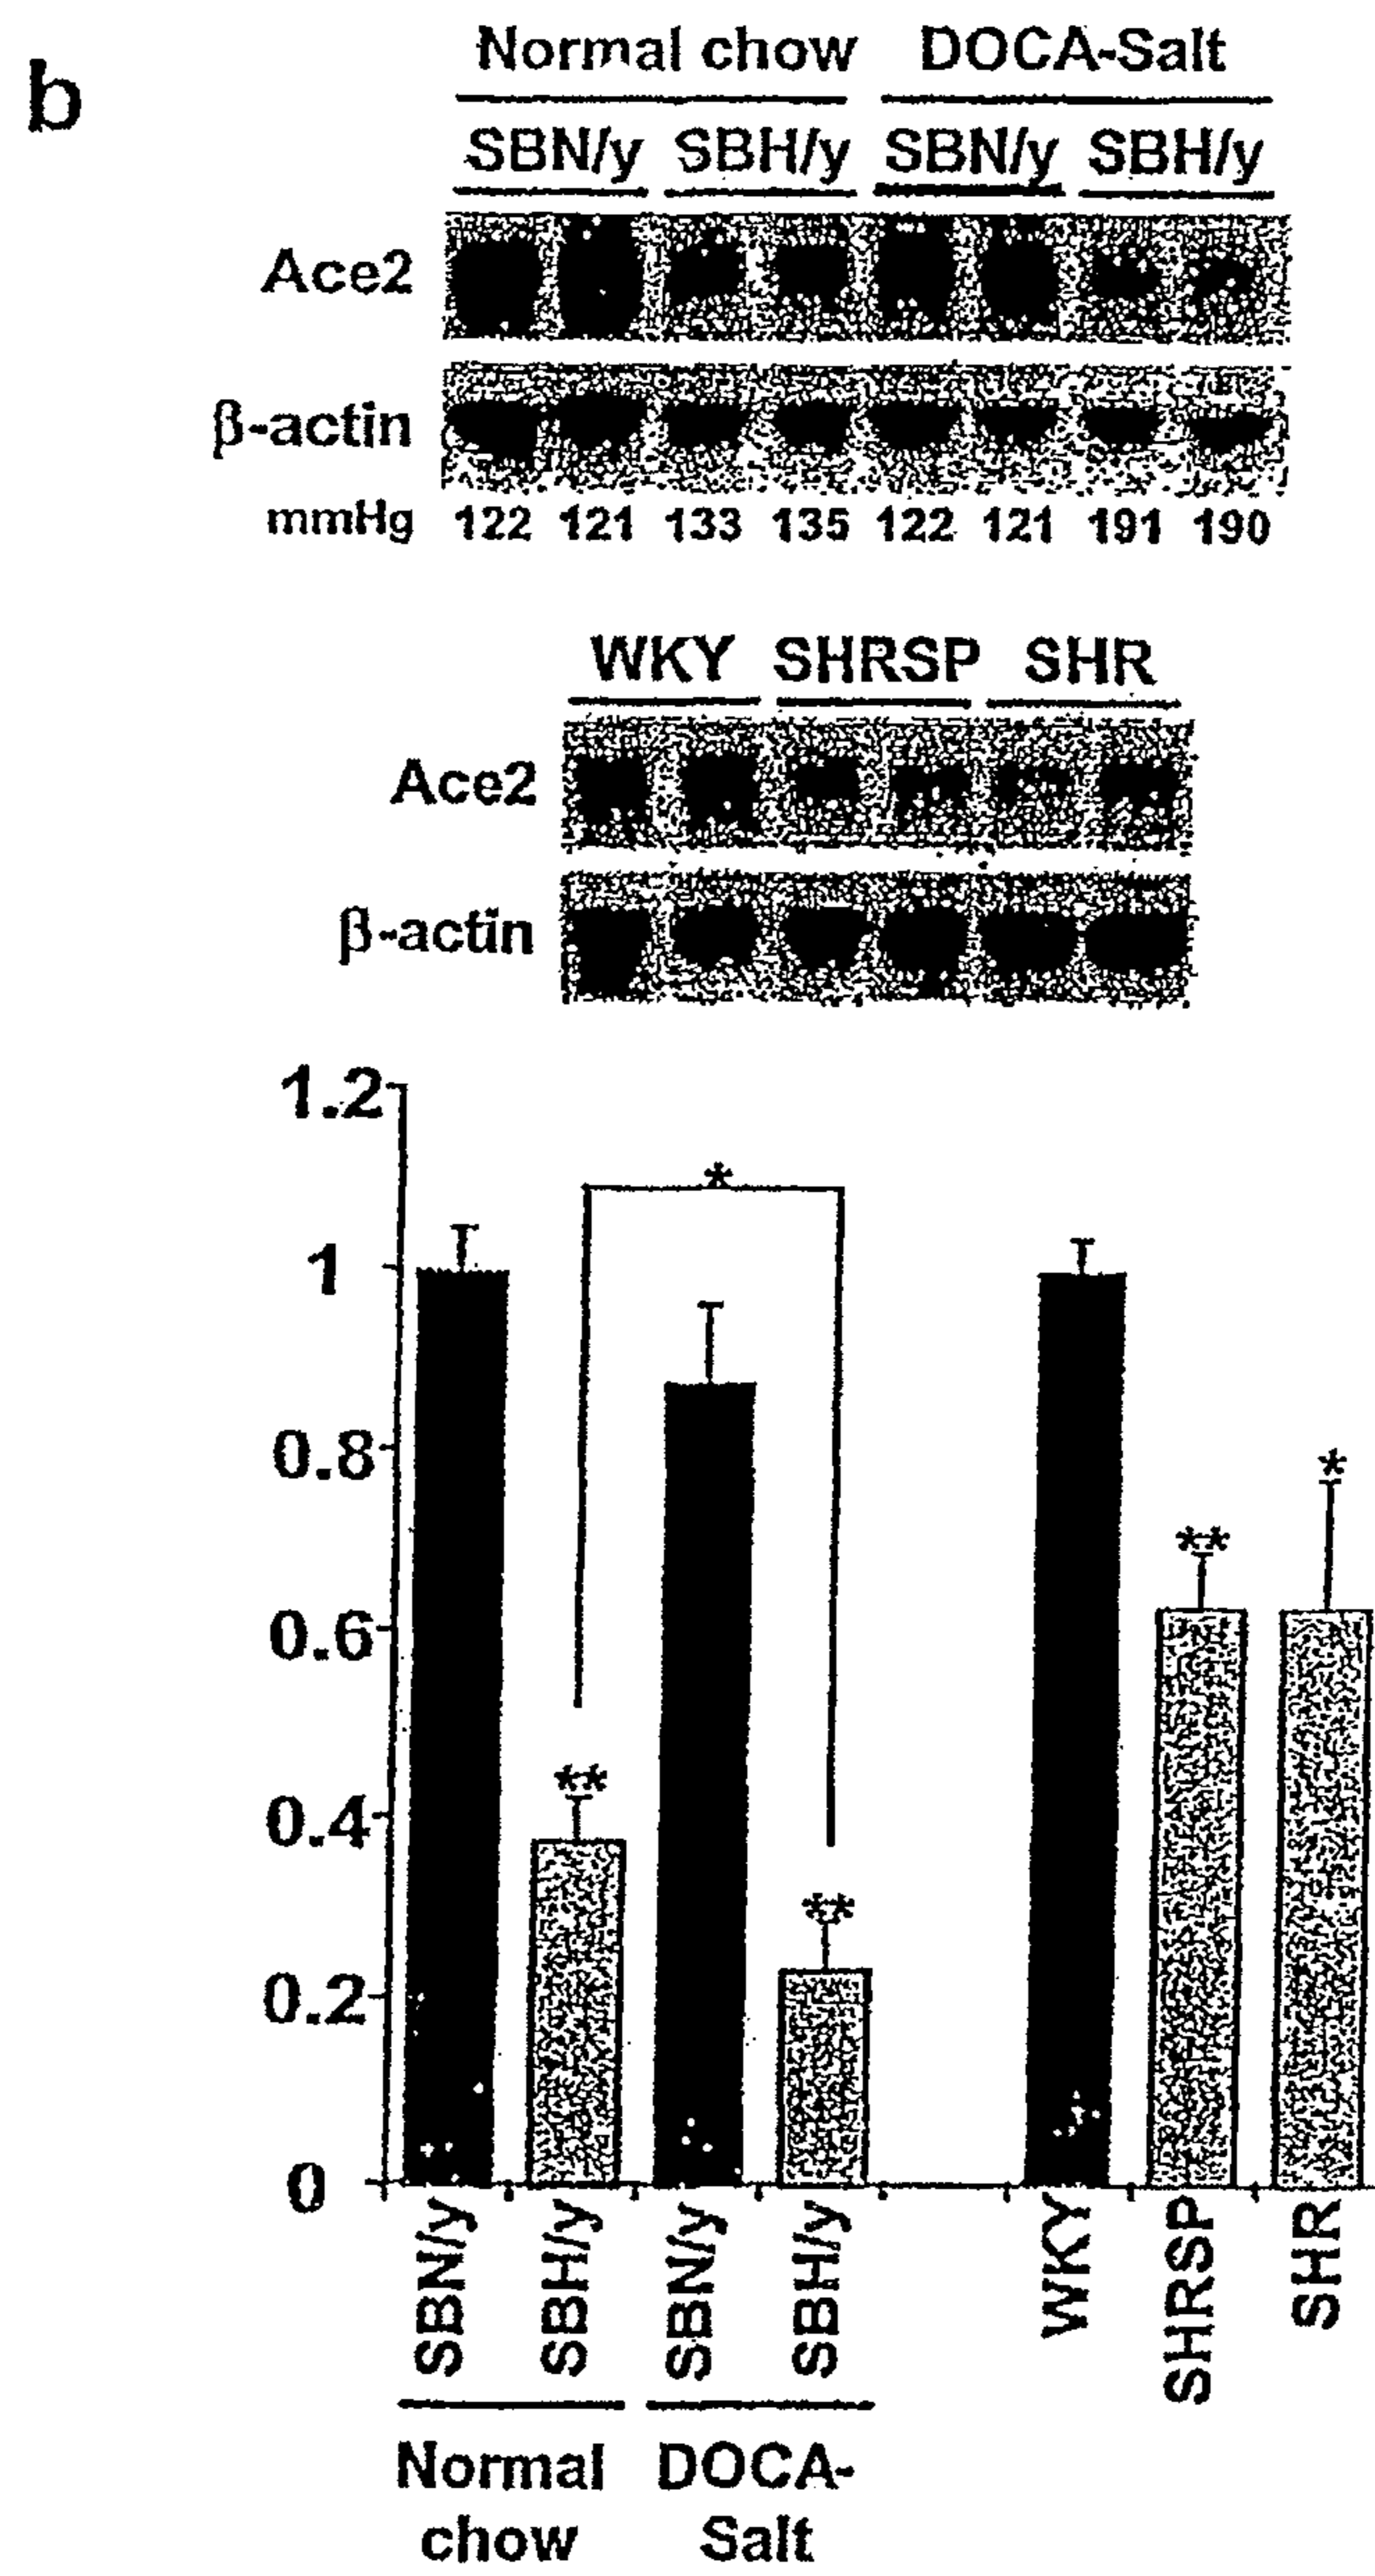 b
Normal chow DOCA-Salt
SBN/y SBH/y SBN/y SBH/y
Ace2
β-actin
mmHg 122 121 133 135 122 121 191 190
WKY SHRSP SHR
Ace2
β-actin
1.2
*
1
0.8
*
**
0.6
**
0.4
**
0.2
0
SBN/y SBH/y SBN/y SBH/y WKY SHRSP SHR
Normal DOCA-
chow Salt